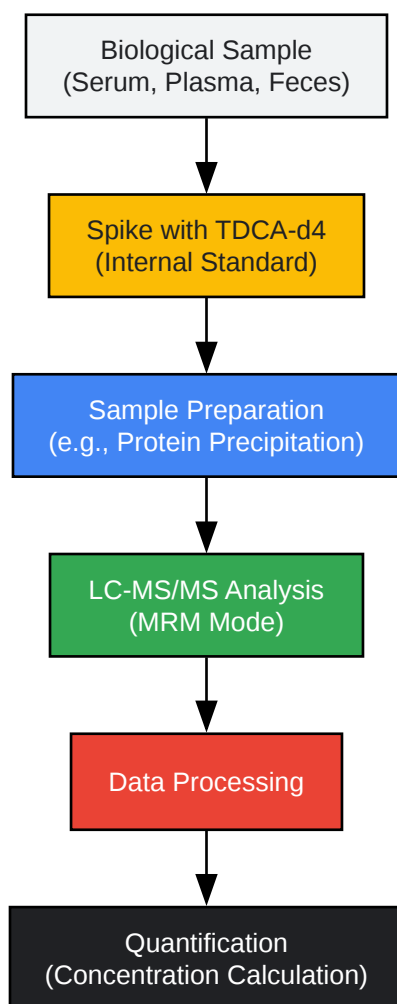 Biological Sample
(Serum, Plasma, Feces)
Spike with TDCA-d4
(Internal Standard)
Sample Preparation
(e.g., Protein Precipitation)
LC-MS/MS Analysis
(MRM Mode)
Data Processing
Quantification
(Concentration Calculation)